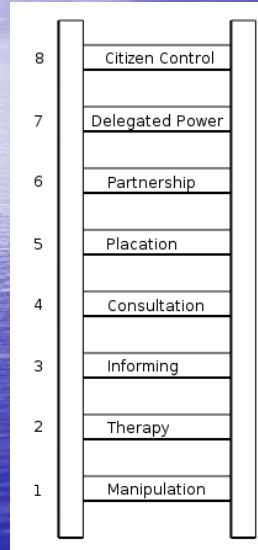 8 Citizen Control
7 Delegated Power
6 Partnership
5 Placation
4 Consultation
3 Informing
2 Therapy
1 Manipulation